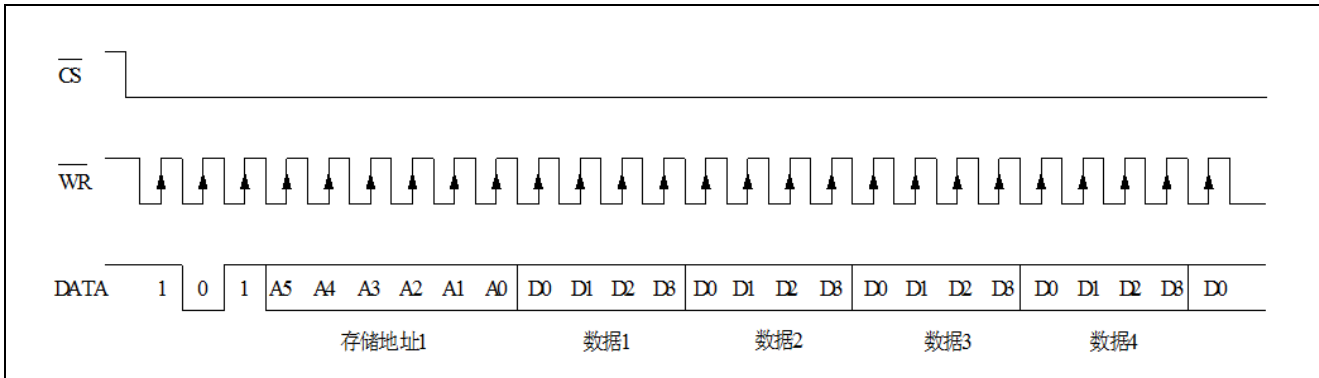 CS
WR
DATA 1 0 1 A5 A4 A3 A2 A1 A0 D0 D1 D2 D3 D0 D1 D2 D3 D0 D1 D2 D3 D0 D1 D2 D3 D0
存储地址1 数据1 数据2 数据3 数据4